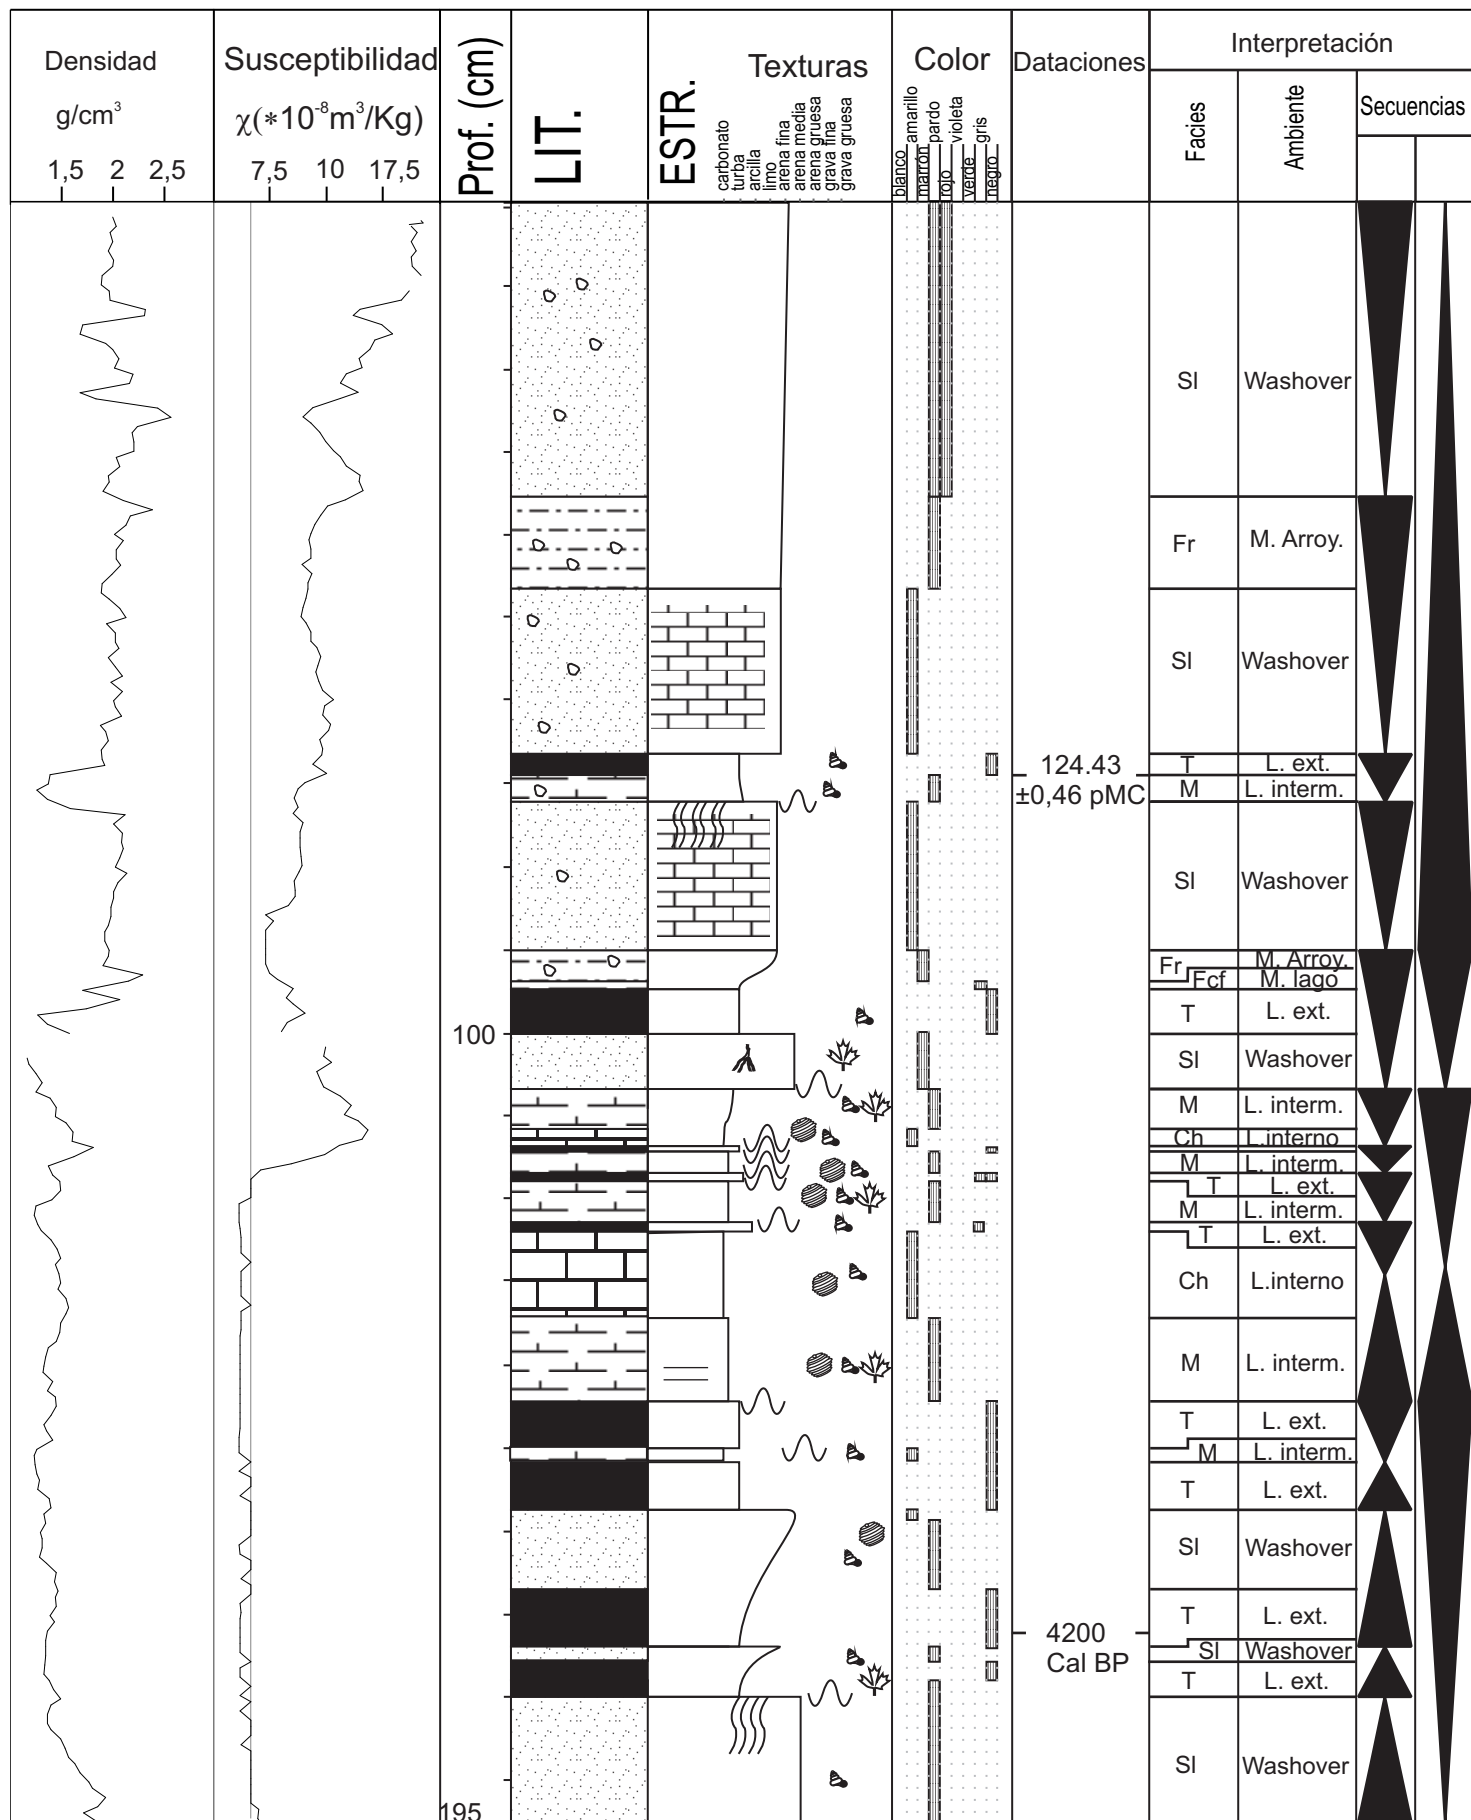 Densidad
g/cm³
1,5 2 2,5
Susceptibilidad
χ(∗10⁻⁸m³/Kg)
7,5 10 17,5
Prof. (cm)
LIT.
ESTR.
Texturas
carbonato
turba
arcilla
limo
arena fina
arena media
arena gruesa
grava fina
grava gruesa
Color
blanco
amarillo
marrón
pardo
rojo
violeta
verde
gris
negro
Dataciones
Interpretación
Facies
Ambiente
Secuencias
Sl Washover
Fr M. Arroy.
Sl Washover
124.43
±0,46 pMC
T L. ext.
M L. interm.
Sl Washover
Fr M. Arroy.
Fcf M. lago
T L. ext.
100
Sl Washover
M L. interm.
Ch L.interno
M L. interm.
T L. ext.
M L. interm.
T L. ext.
Ch L.interno
M L. interm.
T L. ext.
M L. interm.
T L. ext.
Sl Washover
T L. ext.
4200
Cal BP
Sl Washover
T L. ext.
Sl Washover
195